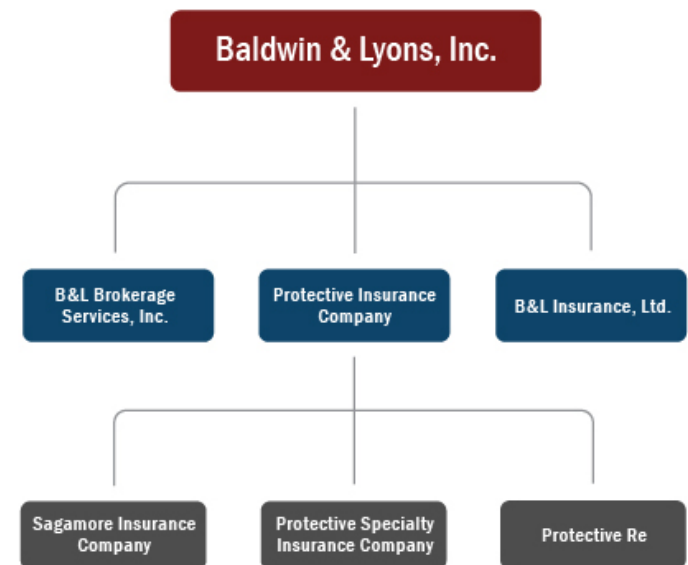 Baldwin & Lyons, Inc.
B&L Brokerage
Services, Inc.
Protective Insurance
Company
B&L Insurance, Ltd.
Sagamore Insurance
Company
Protective Specialty
Insurance Company
Protective Re